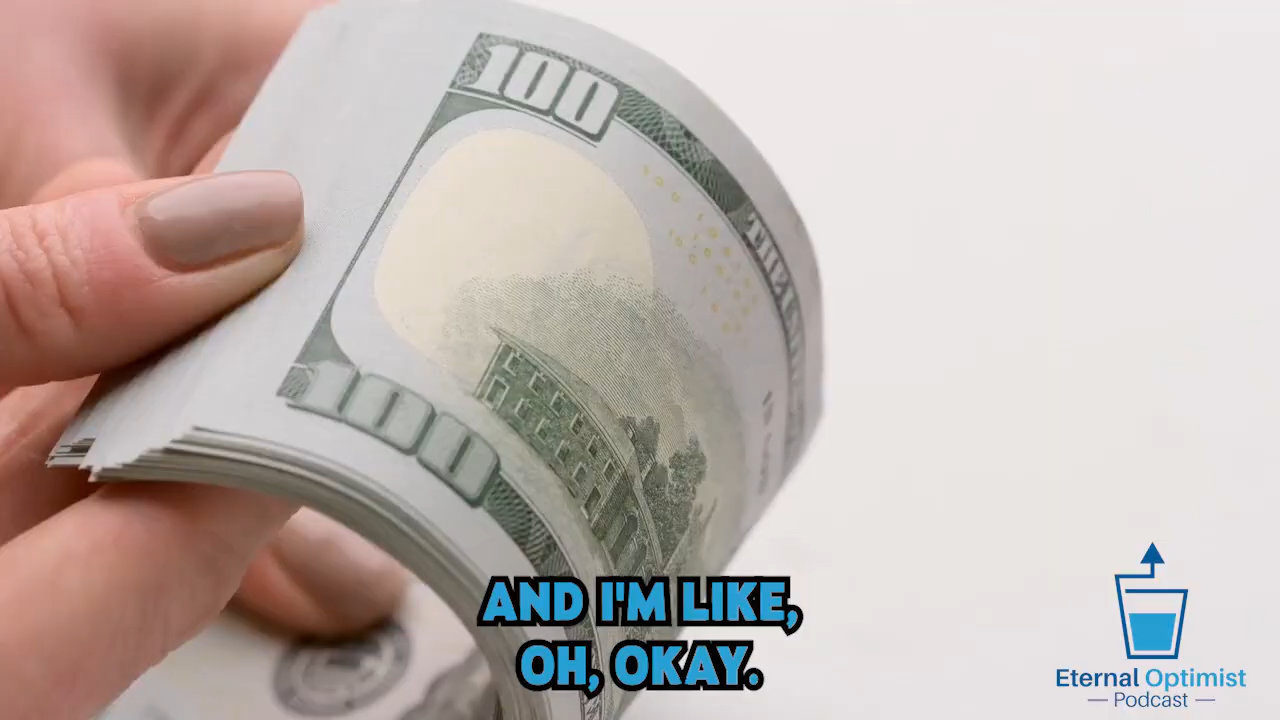 100
100
AND I'M LIKE,
OH, OKAY.
Eternal Optimist
Podcast